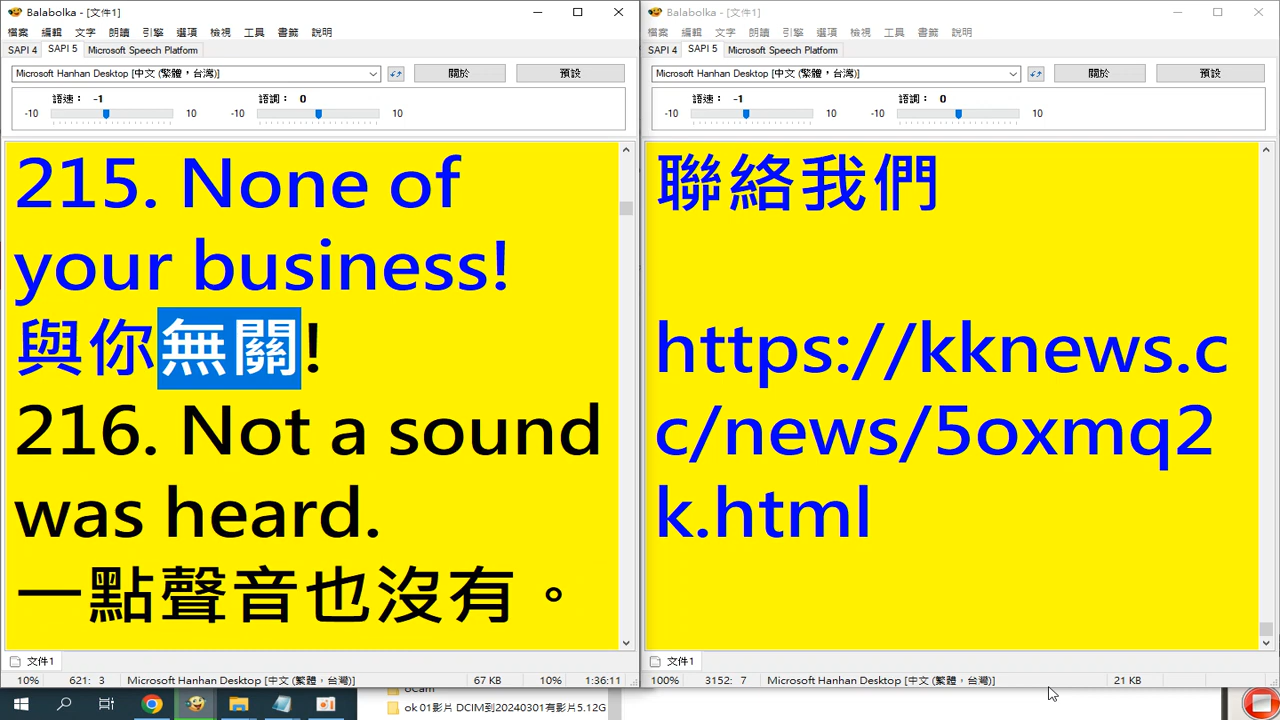 Balabolka - [文件1]
檔案 編輯 文字 朗讀 引擎 選項 檢視 工具 書籤 說明
SAPI 4 SAPI 5 Microsoft Speech Platform
Microsoft Hanhan Desktop [中文 (繁體，台灣)] 關於 預設
語速： -1 語調： 0
-10 10 -10 10
215. None of
your business!
與你無關!
216. Not a sound
was heard.
一點聲音也沒有。
文件1
10% 621: 3 Microsoft Hanhan Desktop [中文 (繁體，台灣)] 67 KB 10% 1:36:11
Balabolka - [文件1]
檔案 編輯 文字 朗讀 引擎 選項 檢視 工具 書籤 說明
SAPI 4 SAPI 5 Microsoft Speech Platform
Microsoft Hanhan Desktop [中文 (繁體，台灣)] 關於 預設
語速： -1 語調： 0
-10 10 -10 10
聯絡我們
https://kknews.c
c/news/5oxmq2
k.html
文件1
100% 3152: 7 Microsoft Hanhan Desktop [中文 (繁體，台灣)] 21 KB
oCam
ok 01影片 DCIM到20240301有影片5.12G